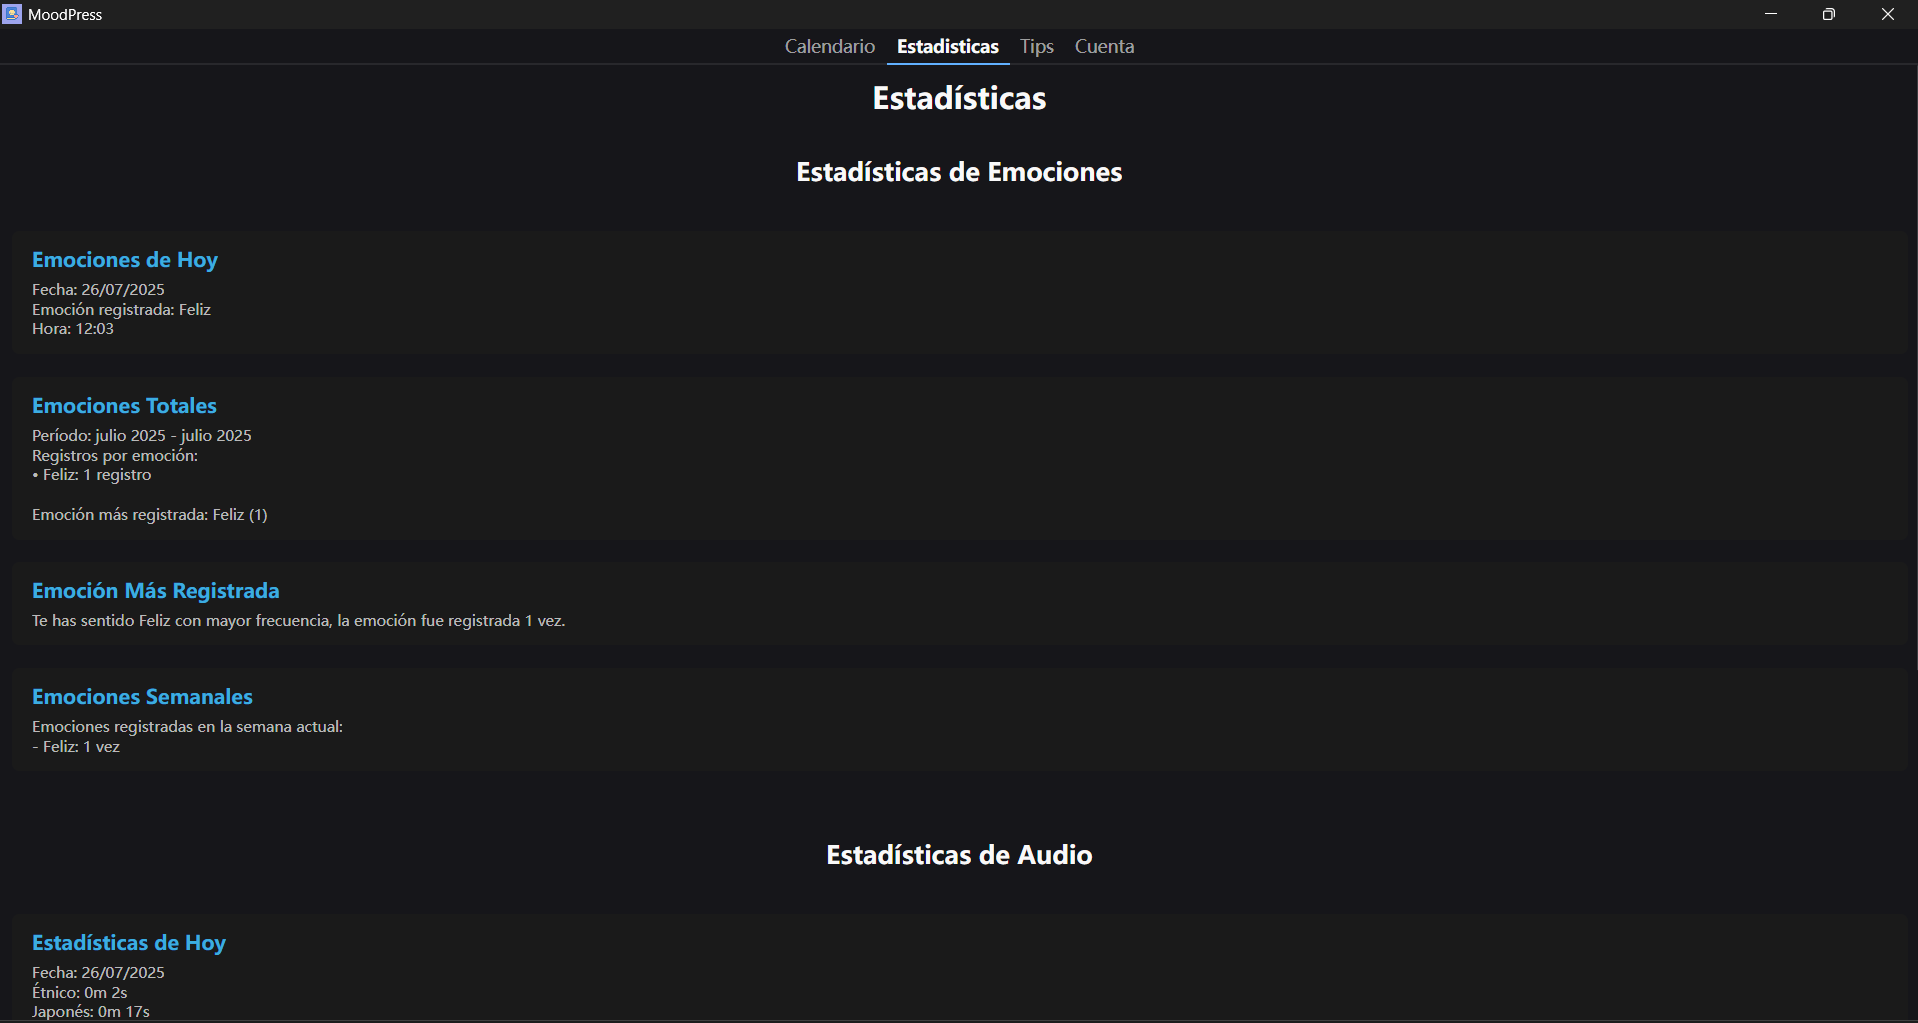 MoodPress
Calendario Estadisticas Tips Cuenta
Estadísticas
Estadísticas de Emociones
Emociones de Hoy
Fecha: 26/07/2025
Emoción registrada: Feliz
Hora: 12:03
Emociones Totales
Período: julio 2025 - julio 2025
Registros por emoción:
• Feliz: 1 registro
Emoción más registrada: Feliz (1)
Emoción Más Registrada
Te has sentido Feliz con mayor frecuencia, la emoción fue registrada 1 vez.
Emociones Semanales
Emociones registradas en la semana actual:
- Feliz: 1 vez
Estadísticas de Audio
Estadísticas de Hoy
Fecha: 26/07/2025
Étnico: 0m 2s
Japonés: 0m 17s